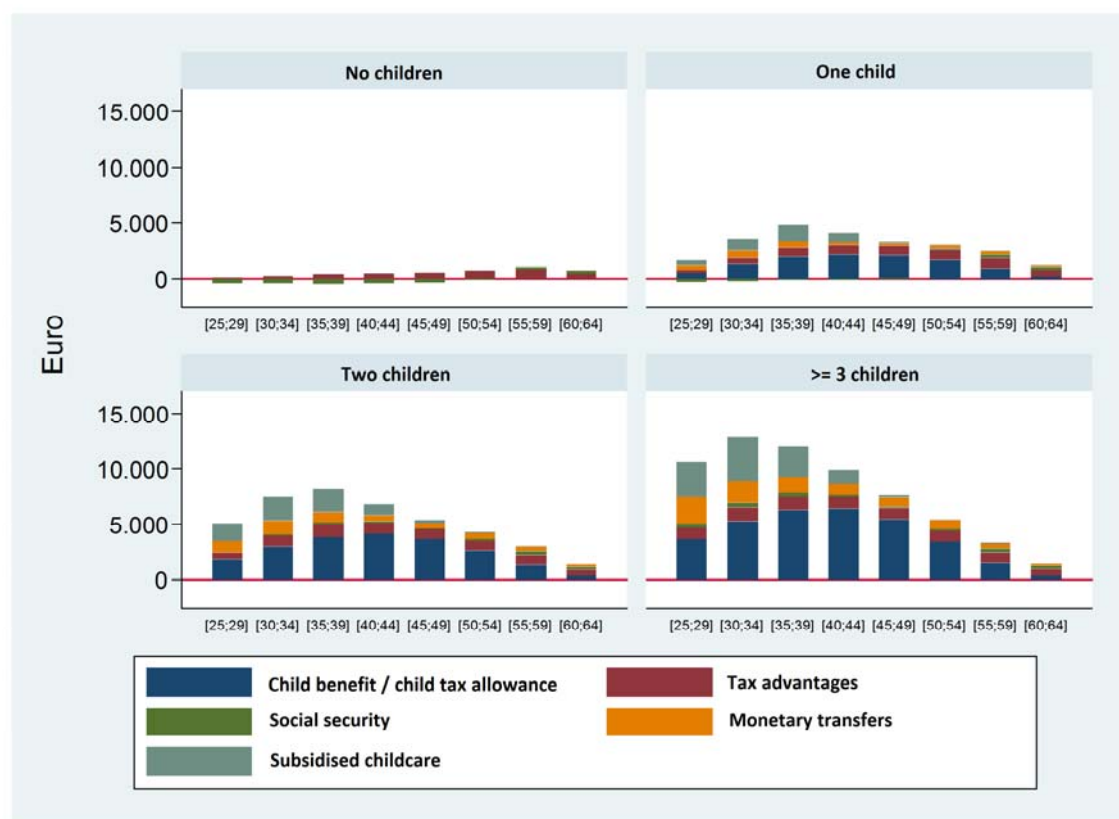 No children
One child
15.000
10.000
5.000
0
[25;29] [30;34] [35;39] [40;44] [45;49] [50;54] [55;59] [60;64]
[25;29] [30;34] [35;39] [40;44] [45;49] [50;54] [55;59] [60;64]
Euro
Two children
>= 3 children
15.000
10.000
5.000
0
[25;29] [30;34] [35;39] [40;44] [45;49] [50;54] [55;59] [60;64]
[25;29] [30;34] [35;39] [40;44] [45;49] [50;54] [55;59] [60;64]
Child benefit / child tax allowance
Tax advantages
Social security
Monetary transfers
Subsidised childcare